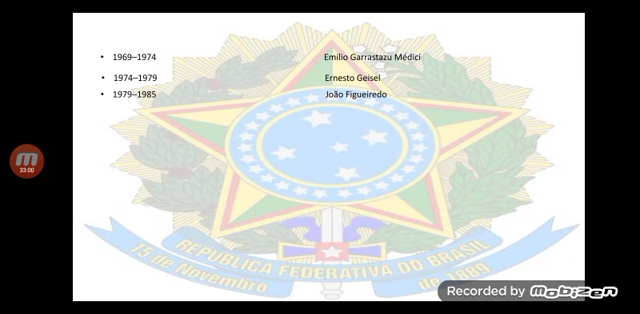 • 1969–1974 Emílio Garrastazu Médici
• 1974–1979 Ernesto Geisel
• 1979–1985 João Figueiredo
33:00
REPÚBLICA FEDERATIVA DO BRASIL
15 de Novembro de 1889
Recorded by Mobizen